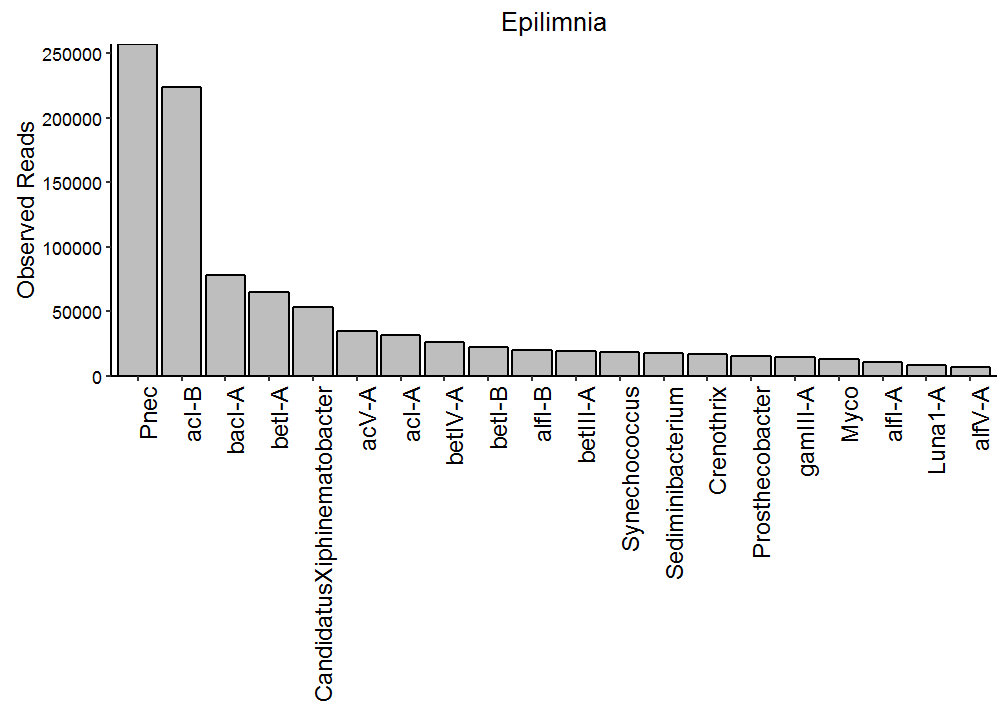 Epilimnia
Observed Reads
250000
200000
150000
100000
50000
0
Pnec
acI-B
bacI-A
betI-A
CandidatusXiphinematobacter
acV-A
acI-A
betIV-A
betI-B
alfI-B
betIII-A
Synechococcus
Sediminibacterium
Crenothrix
Prosthecobacter
gamIII-A
Myco
alfI-A
Luna1-A
alfV-A